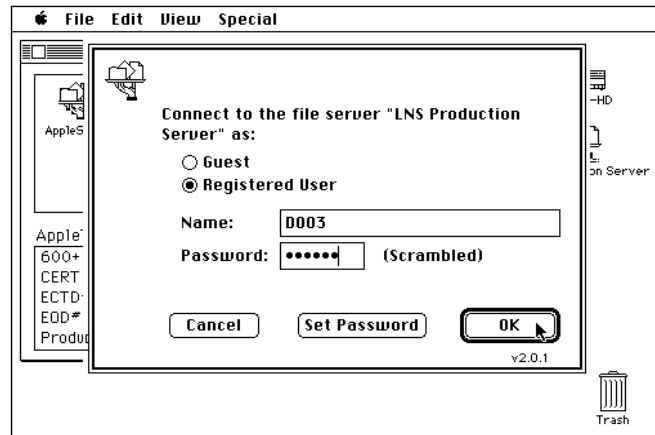 File Edit View Special
AppleS
-HD
on Server
Connect to the file server "LNS Production
Server" as:
Guest
Registered User
Name: D003
Password: •••••• (Scrambled)
Cancel Set Password OK
v2.0.1
Apple
600+
CERT
ECTD
EOD#
Produ
Trash